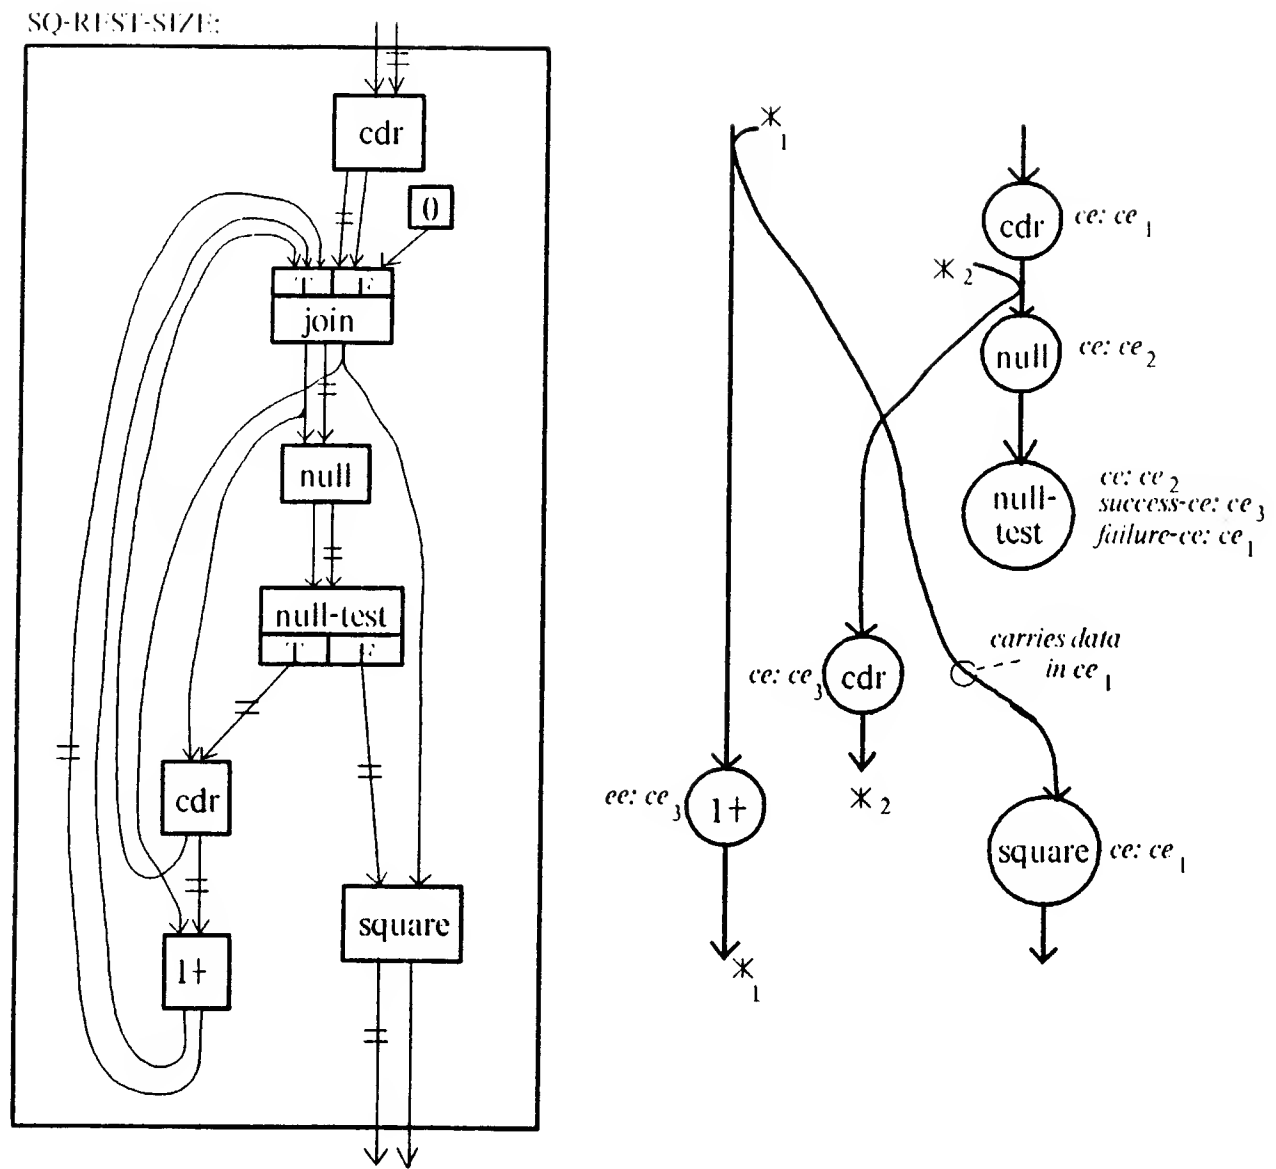 SQ-REST-SIZE:
cdr
0
T F
join
null
null-test
T F
cdr
1+
square
*1
cdr
ce: ce1
*2
null
ce: ce2
null-
test
ce: ce2
success-ce: ce3
failure-ce: ce1
carries data
in ce1
ce: ce3
cdr
*2
ee: ce3
1+
*1
square
ce: ce1